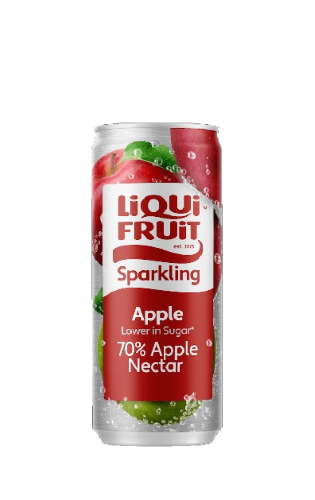 LiQUi
FRUiT
est. 1975
Sparkling
Apple
Lower in Sugar*
70% Apple
Nectar